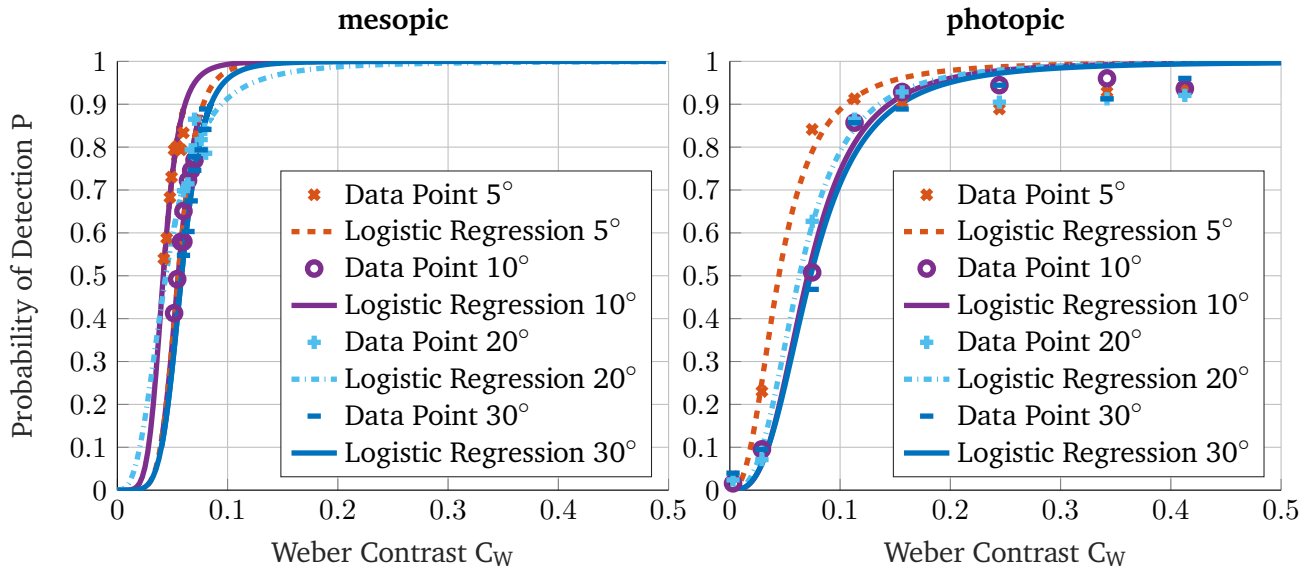 mesopic
photopic
Probability of Detection P
1
0.9
0.8
0.7
0.6
0.5
0.4
0.3
0.2
0.1
0
0
0.1
0.2
0.3
0.4
0.5
Weber Contrast C_W
Data Point 5°
Logistic Regression 5°
Data Point 10°
Logistic Regression 10°
Data Point 20°
Logistic Regression 20°
Data Point 30°
Logistic Regression 30°
1
0.9
0.8
0.7
0.6
0.5
0.4
0.3
0.2
0.1
0
0
0.1
0.2
0.3
0.4
0.5
Weber Contrast C_W
Data Point 5°
Logistic Regression 5°
Data Point 10°
Logistic Regression 10°
Data Point 20°
Logistic Regression 20°
Data Point 30°
Logistic Regression 30°